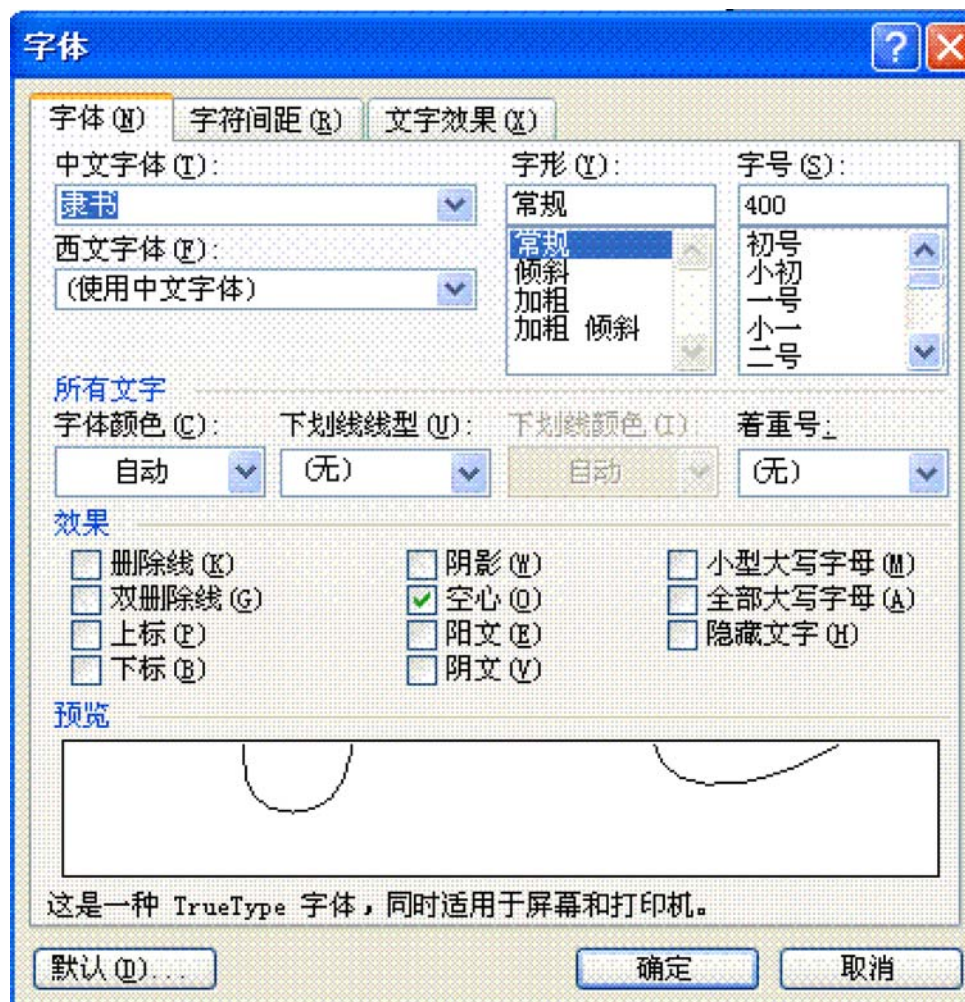 字体
字体(N) 字符间距(R) 文字效果(X)
中文字体(T): 字形(Y): 字号(S):
隶书 常规 400
西文字体(F): 常规 初号
(使用中文字体) 倾斜 小初
加粗 一号
加粗 倾斜 小一
二号
所有文字
字体颜色(C): 下划线线型(U): 下划线颜色(I): 着重号:
自动 (无) 自动 (无)
效果
删除线(K) 阴影(W) 小型大写字母(M)
双删除线(G) 空心(O) 全部大写字母(A)
上标(P) 阳文(E) 隐藏文字(H)
下标(B) 阴文(V)
预览
这是一种 TrueType 字体，同时适用于屏幕和打印机。
默认(D)... 确定 取消